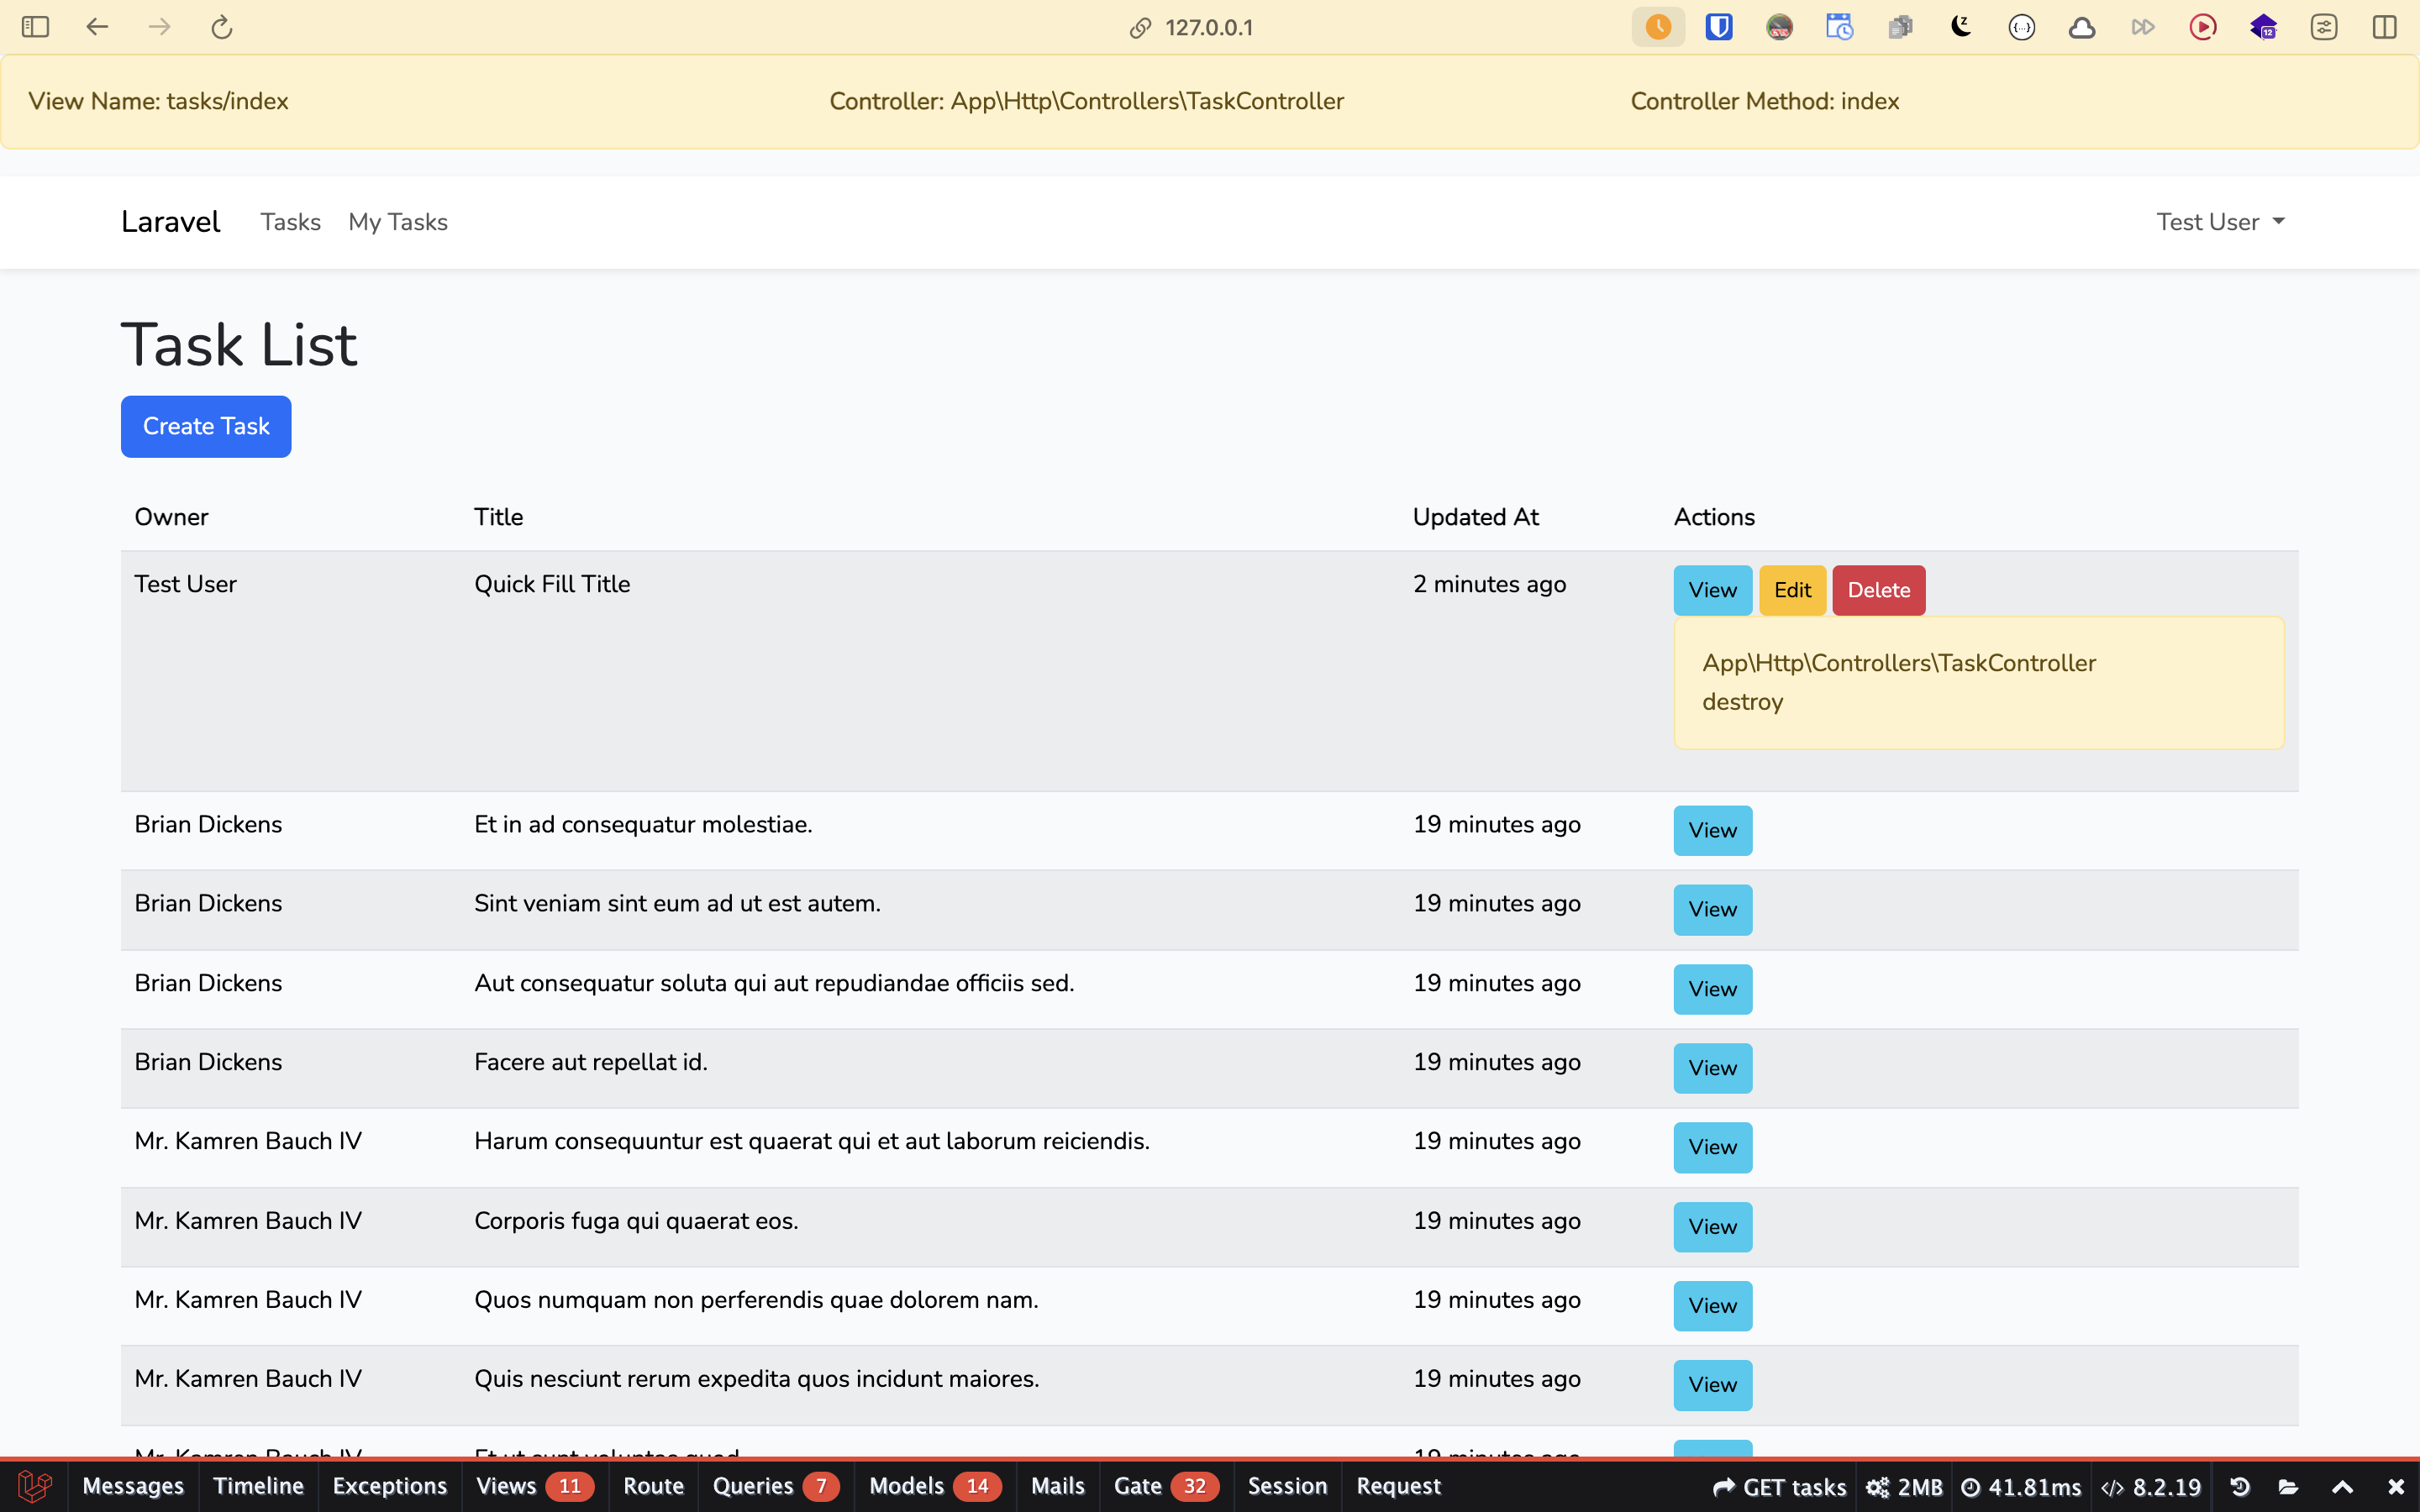 127.0.0.1
View Name: tasks/index Controller: App\Http\Controllers\TaskController Controller Method: index
Laravel Tasks My Tasks Test User
Task List
Create Task
Owner Title Updated At Actions
Test User Quick Fill Title 2 minutes ago View Edit Delete
App\Http\Controllers\TaskController
destroy
Brian Dickens Et in ad consequatur molestiae. 19 minutes ago View
Brian Dickens Sint veniam sint eum ad ut est autem. 19 minutes ago View
Brian Dickens Aut consequatur soluta qui aut repudiandae officiis sed. 19 minutes ago View
Brian Dickens Facere aut repellat id. 19 minutes ago View
Mr. Kamren Bauch IV Harum consequuntur est quaerat qui et aut laborum reiciendis. 19 minutes ago View
Mr. Kamren Bauch IV Corporis fuga qui quaerat eos. 19 minutes ago View
Mr. Kamren Bauch IV Quos numquam non perferendis quae dolorem nam. 19 minutes ago View
Mr. Kamren Bauch IV Quis nesciunt rerum expedita quos incidunt maiores. 19 minutes ago View
Mr. Kamren Bauch IV 19 minutes ago
Messages Timeline Exceptions Views 11 Route Queries 7 Models 14 Mails Gate 32 Session Request GET tasks 2MB 41.81ms 8.2.19